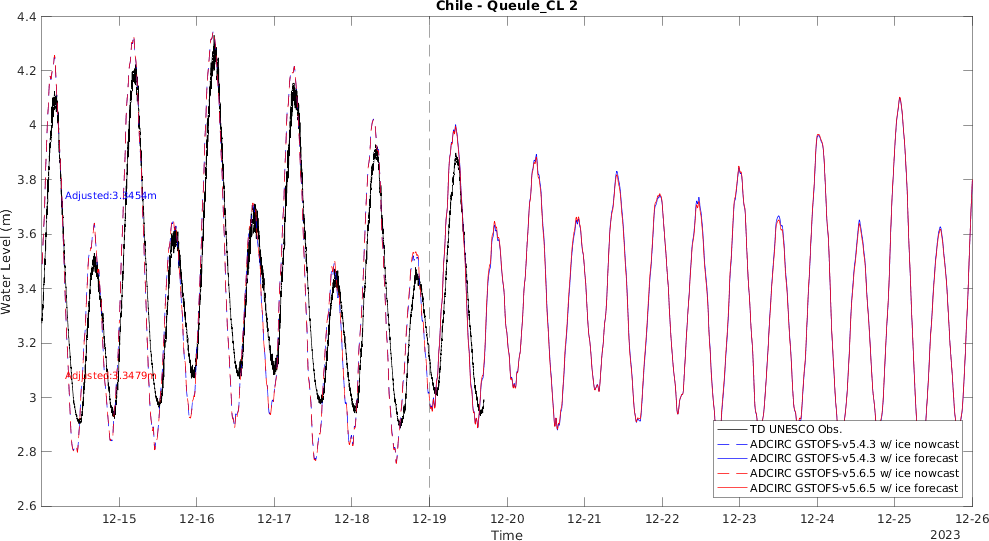 Chile - Queule_CL 2
4.4
4.2
4
3.8
3.6
3.4
3.2
3
2.8
2.6
Water Level (m)
Adjusted:3.3454m
Adjusted:3.3479m
TD UNESCO Obs.
ADCIRC GSTOFS-v5.4.3 w/ ice nowcast
ADCIRC GSTOFS-v5.4.3 w/ ice forecast
ADCIRC GSTOFS-v5.6.5 w/ ice nowcast
ADCIRC GSTOFS-v5.6.5 w/ ice forecast
12-15 12-16 12-17 12-18 12-19 12-20 12-21 12-22 12-23 12-24 12-25 12-26
Time
2023